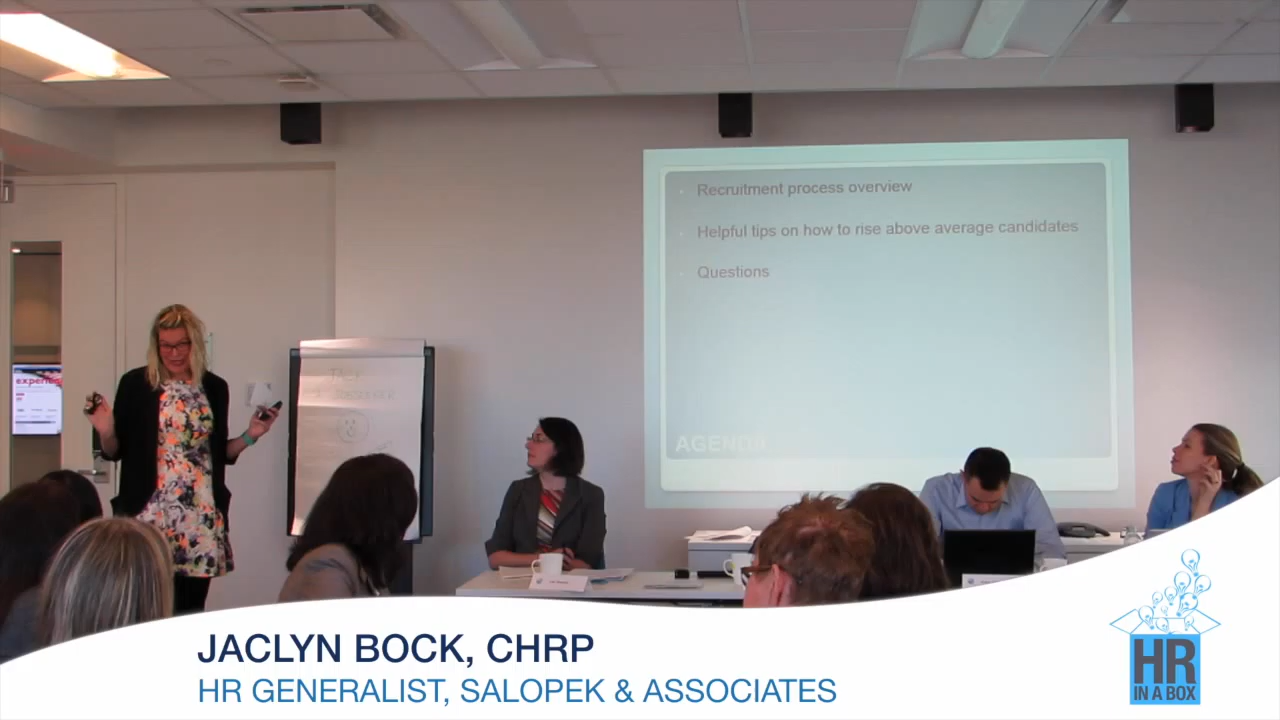 Recruitment process overview
Helpful tips on how to rise above average candidates
Questions
AGENDA
TALK
JACLYN BOCK, CHRP
HR GENERALIST, SALOPEK & ASSOCIATES
HR
IN A BOX